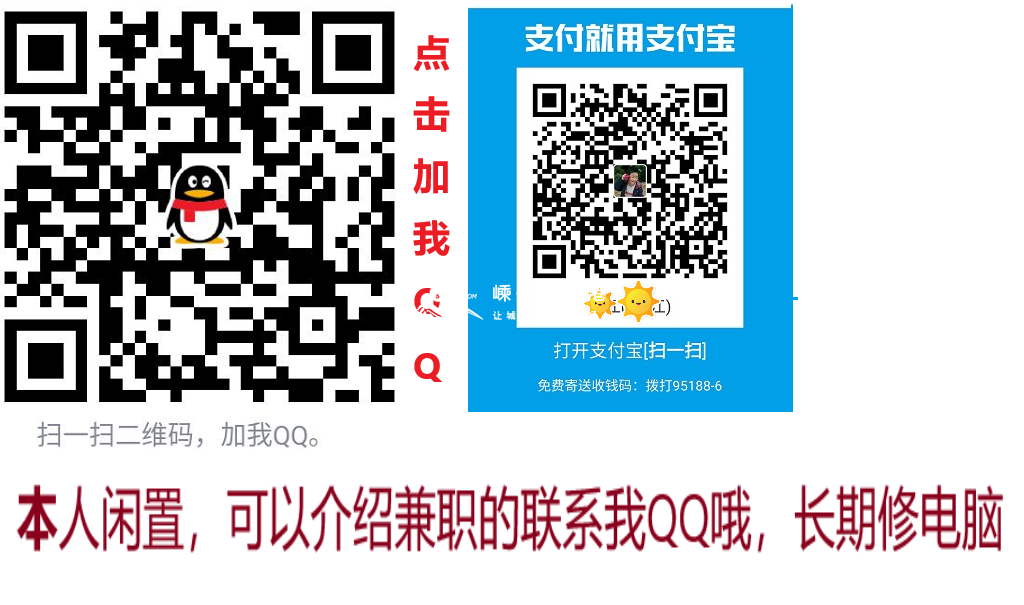 点
击
加
我
Q
Q
支付就用支付宝
打开支付宝[扫一扫]
免费寄送收钱码：拨打95188-6
扫一扫二维码，加我QQ。
本人闲置，可以介绍兼职的联系我QQ哦，长期修电脑